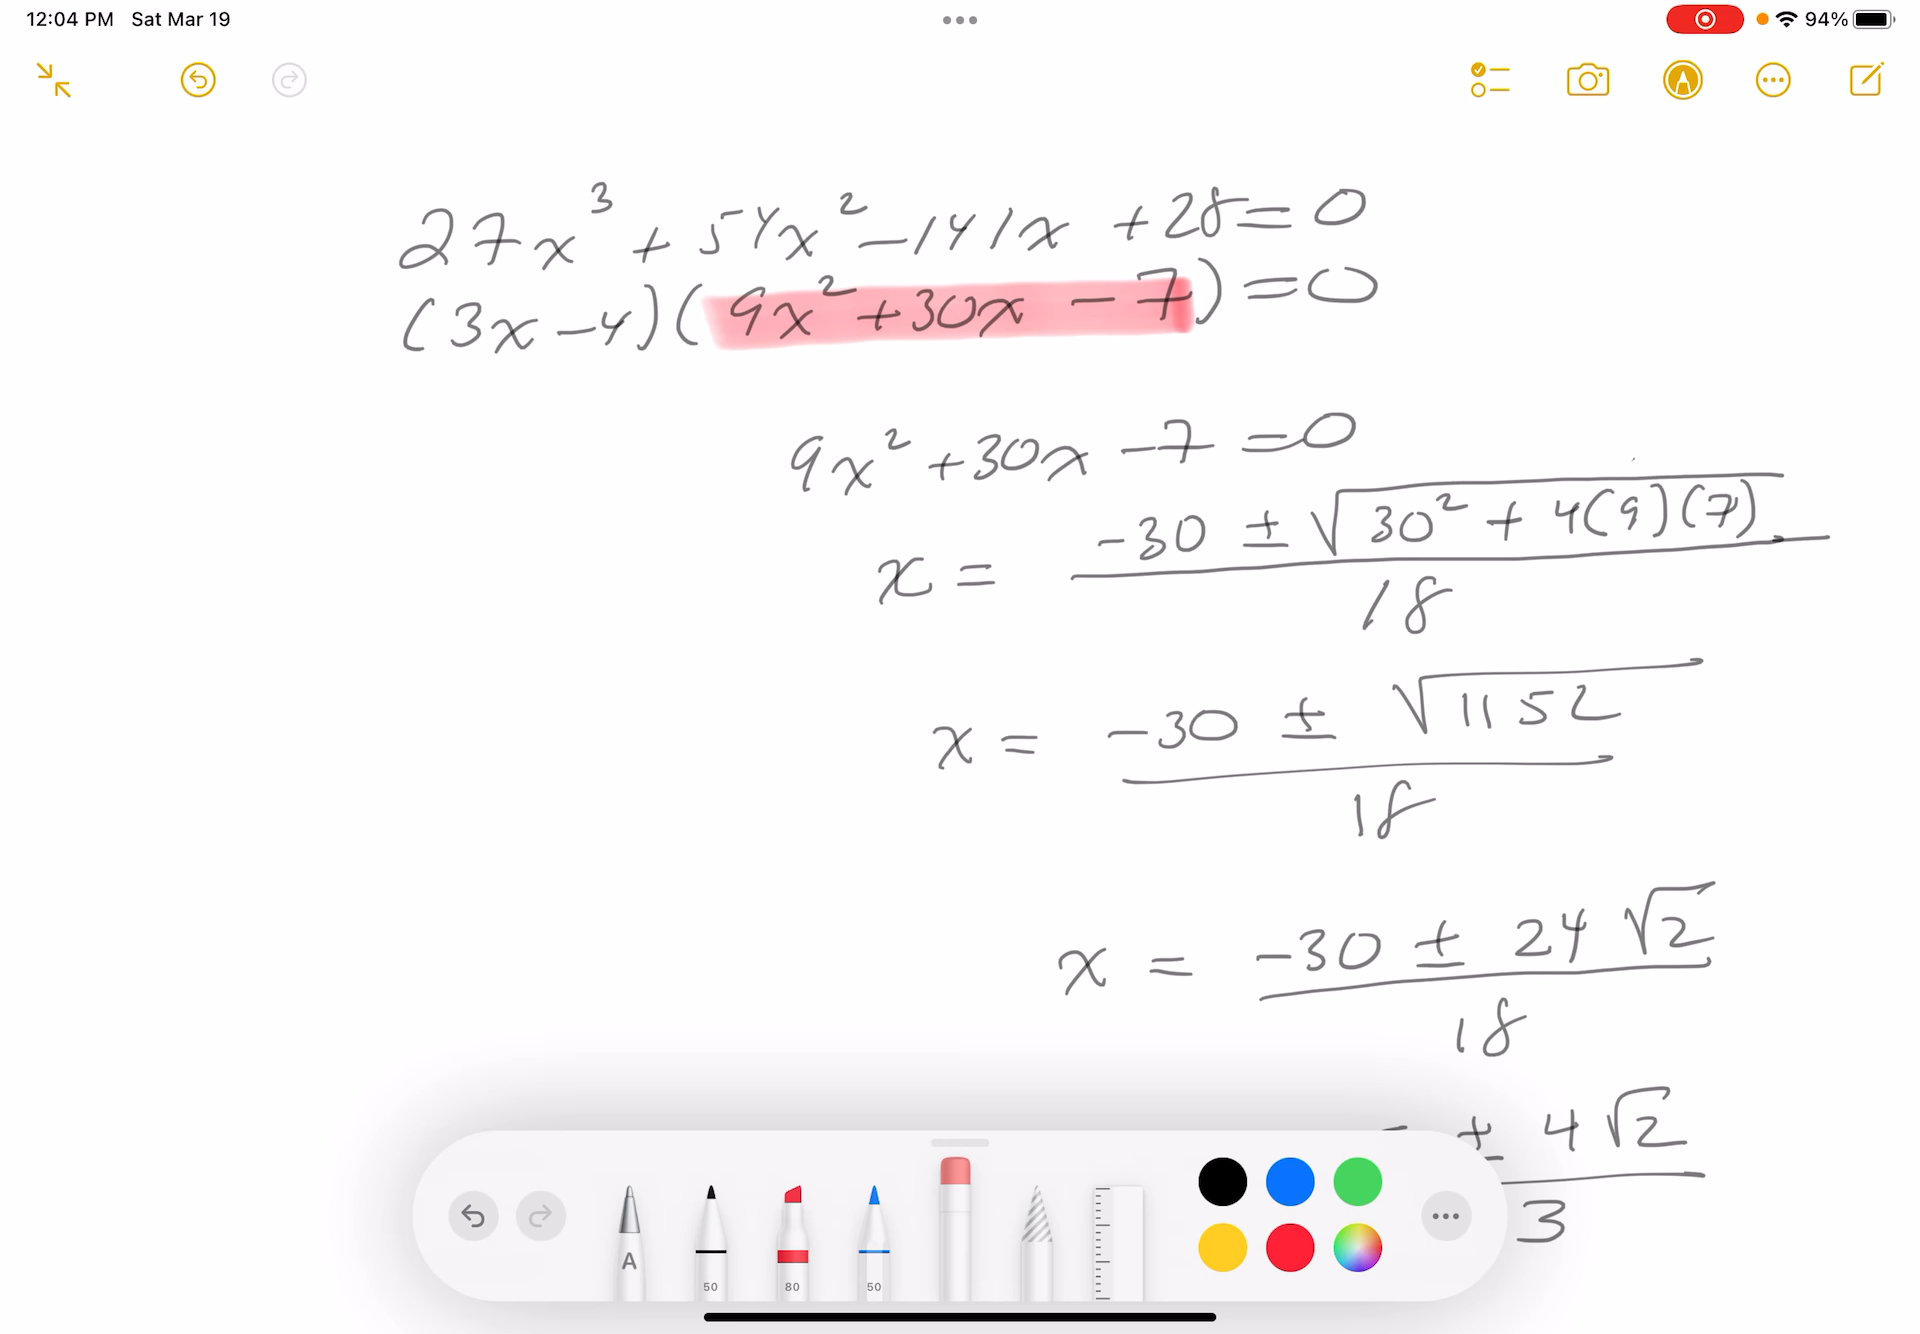 12:04 PM Sat Mar 19
94%
27x³ + 54x² - 141x + 28 = 0
(3x - 4)(9x² + 30x - 7) = 0
9x² + 30x - 7 = 0
x = (-30 ± √(30² + 4(9)(7))) / 18
x = (-30 ± √1152) / 18
x = (-30 ± 24√2) / 18
± 4√2
3
A
50
80
50